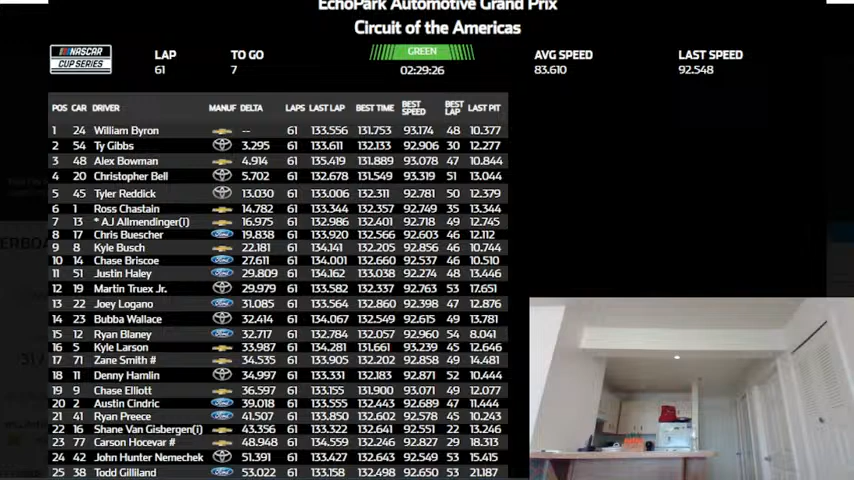 EchoPark Automotive Grand Prix
Circuit of the Americas
NASCAR CUP SERIES LAP TO GO GREEN AVG SPEED LAST SPEED
61 7 02:29:26 83.610 92.548
POS CAR DRIVER MANUF DELTA LAPS LAST LAP BEST TIME BEST SPEED BEST LAP LAST PIT
1 24 William Byron -- 61 133.556 131.753 93.174 48 10.377
2 54 Ty Gibbs 3.295 61 133.611 132.133 92.906 30 12.277
3 48 Alex Bowman 4.914 61 135.419 131.889 93.078 47 10.844
4 20 Christopher Bell 5.702 61 132.678 131.549 93.319 51 13.044
5 45 Tyler Reddick 13.030 61 133.006 132.311 92.781 50 12.379
6 1 Ross Chastain 14.782 61 133.344 132.357 92.749 35 13.344
7 13 * AJ Allmendinger(i) 16.975 61 132.986 132.401 92.718 49 12.745
8 17 Chris Buescher 19.838 61 133.920 132.566 92.603 46 12.112
9 8 Kyle Busch 22.181 61 134.141 132.205 92.856 46 10.744
10 14 Chase Briscoe 27.611 61 134.001 132.660 92.537 48 10.510
11 51 Justin Haley 29.809 61 134.162 133.038 92.274 48 13.446
12 19 Martin Truex Jr. 29.979 61 133.582 132.337 92.763 53 17.651
13 22 Joey Logano 31.085 61 133.564 132.860 92.398 47 12.876
14 23 Bubba Wallace 32.414 61 134.067 132.549 92.615 49 13.781
15 12 Ryan Blaney 32.717 61 132.784 132.057 92.960 54 8.041
16 5 Kyle Larson 33.987 61 134.281 131.661 93.239 45 12.646
17 71 Zane Smith # 34.535 61 133.905 132.202 92.858 49 14.481
18 11 Denny Hamlin 34.997 61 133.331 132.183 92.871 52 10.444
19 9 Chase Elliott 36.597 61 133.155 131.900 93.071 49 12.077
20 2 Austin Cindric 39.018 61 133.555 132.443 92.689 47 11.444
21 41 Ryan Preece 41.507 61 133.850 132.602 92.578 45 10.243
22 16 Shane Van Gisbergen(i) 43.356 61 133.322 132.641 92.551 22 13.246
23 77 Carson Hocevar # 48.948 61 134.559 132.246 92.827 29 18.313
24 42 John Hunter Nemechek 51.391 61 133.427 132.643 92.549 53 15.415
25 38 Todd Gilliland 53.022 61 133.158 132.498 92.650 53 21.187